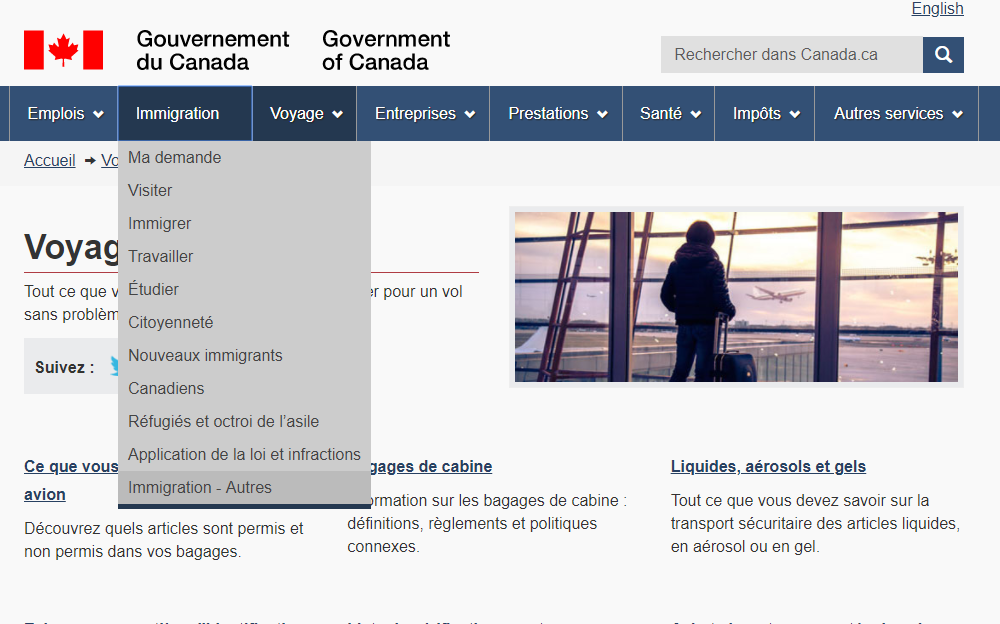 English
Gouvernement
du Canada
Government
of Canada
Rechercher dans Canada.ca
Emplois Immigration Voyage Entreprises Prestations Santé Impôts Autres services
Accueil
Ma demande
Visiter
Immigrer
Travailler
Étudier
Citoyenneté
Nouveaux immigrants
Canadiens
Réfugiés et octroi de l’asile
Application de la loi et infractions
Immigration - Autres
Tout ce que pour un vol
sans
Suivez :
Ce que vous
avion
Découvrez quels articles sont permis et
non permis dans vos bagages.
de cabine
sur les bagages de cabine :
définitions, règlements et politiques
connexes.
Liquides, aérosols et gels
Tout ce que vous devez savoir sur la
transport sécuritaire des articles liquides,
en aérosol ou en gel.